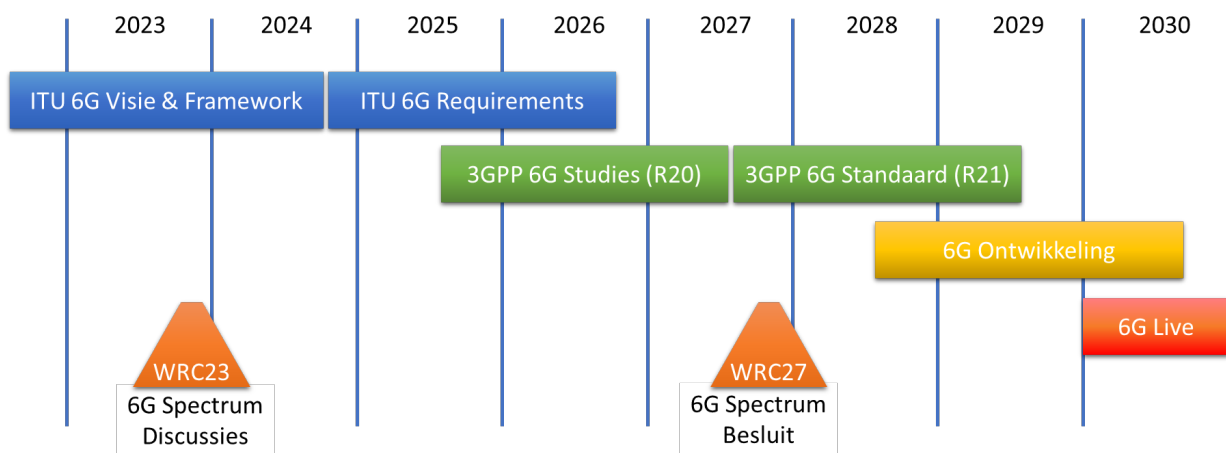 2023 2024 2025 2026 2027 2028 2029 2030
ITU 6G Visie & Framework ITU 6G Requirements
3GPP 6G Studies (R20) 3GPP 6G Standaard (R21)
6G Ontwikkeling
6G Live
WRC23 WRC27
6G Spectrum 6G Spectrum
Discussies Besluit